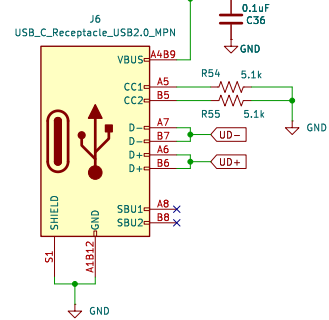 0.1uF
C36
GND
J6
USB_C_Receptacle_USB2.0_MPN
VBUS A4B9
CC1 A5 R54 5.1k
CC2 B5
R55 5.1k
GND
D- A7
D- B7 UD-
D+ A6
D+ B6 UD+
SBU1 A8
SBU2 B8
SHIELD
GND
S1
A1B12
GND